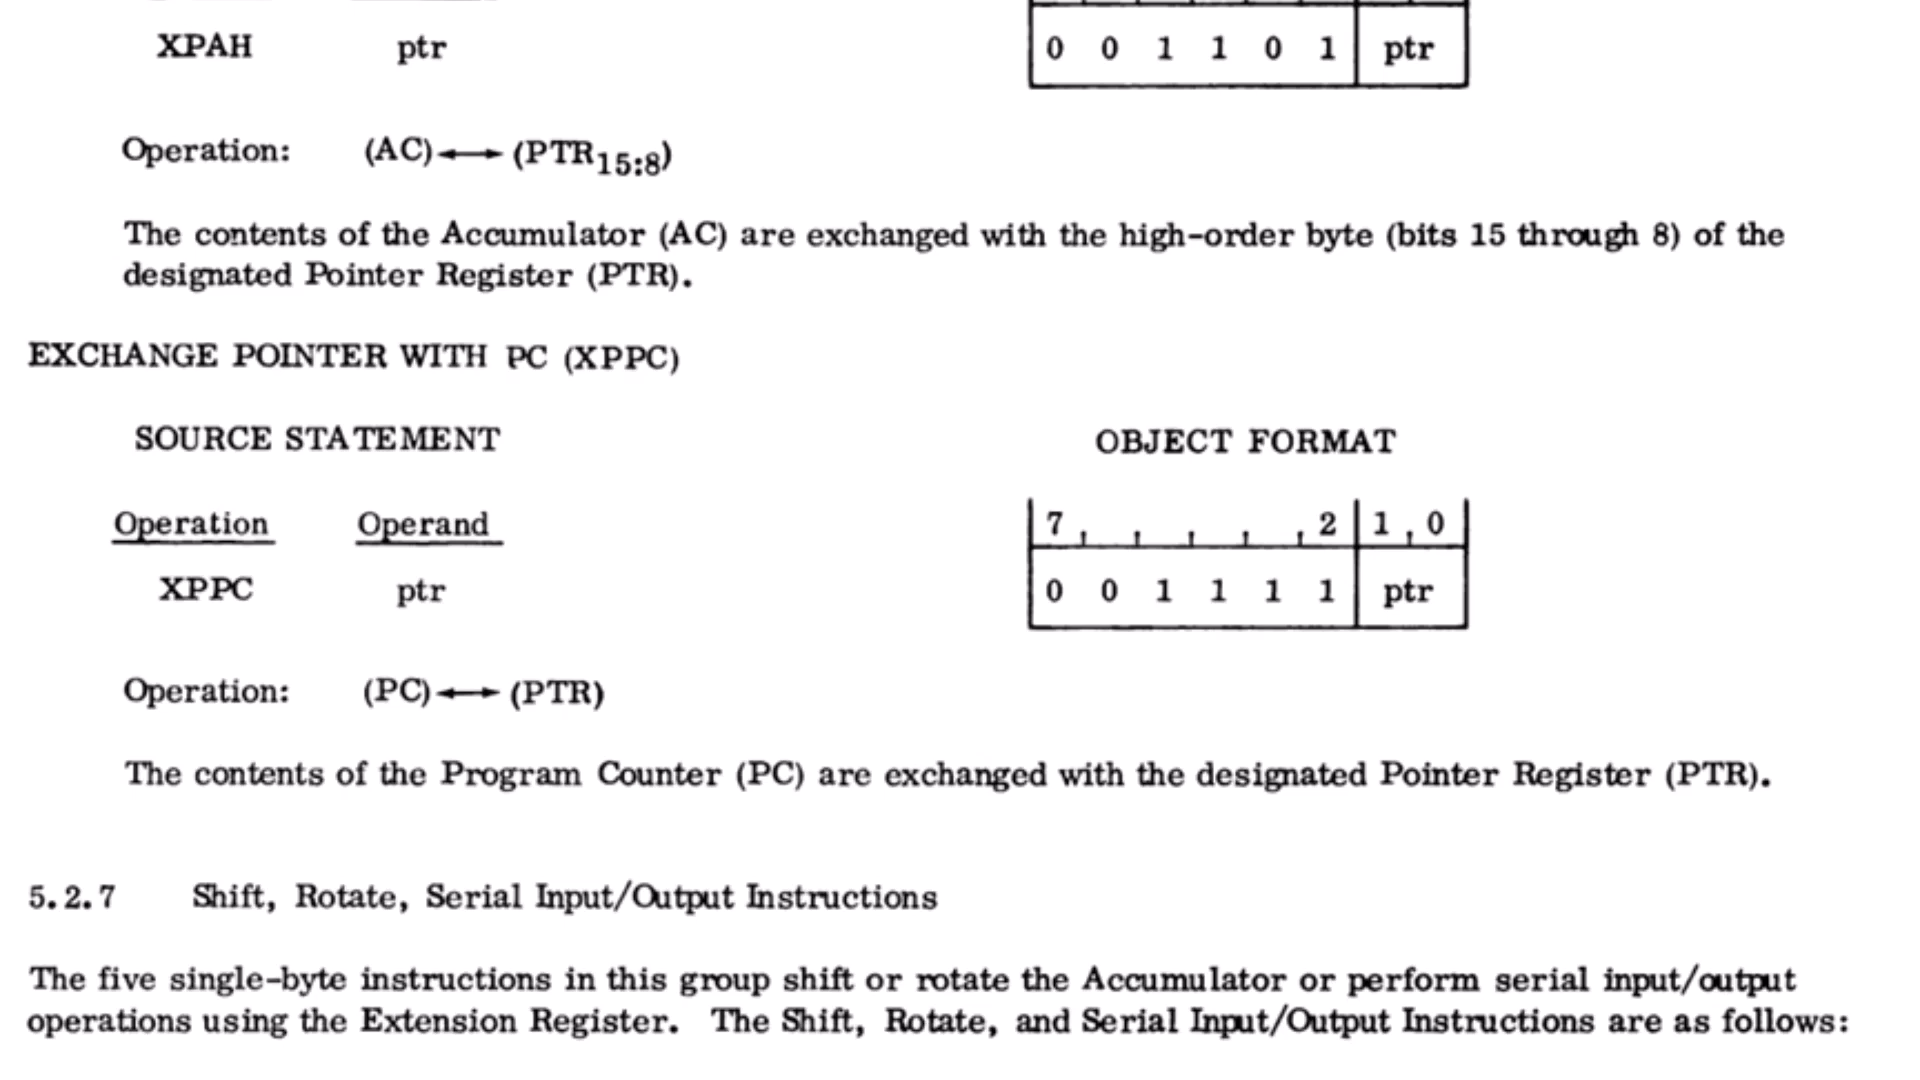 XPAH ptr 0 0 1 1 0 1 ptr
Operation: (AC)←→(PTR15:8)
The contents of the Accumulator (AC) are exchanged with the high-order byte (bits 15 through 8) of the
designated Pointer Register (PTR).
EXCHANGE POINTER WITH PC (XPPC)
SOURCE STATEMENT OBJECT FORMAT
Operation Operand 7 2 1 0
XPPC ptr 0 0 1 1 1 1 ptr
Operation: (PC)←→(PTR)
The contents of the Program Counter (PC) are exchanged with the designated Pointer Register (PTR).
5.2.7 Shift, Rotate, Serial Input/Output Instructions
The five single-byte instructions in this group shift or rotate the Accumulator or perform serial input/output
operations using the Extension Register. The Shift, Rotate, and Serial Input/Output Instructions are as follows: